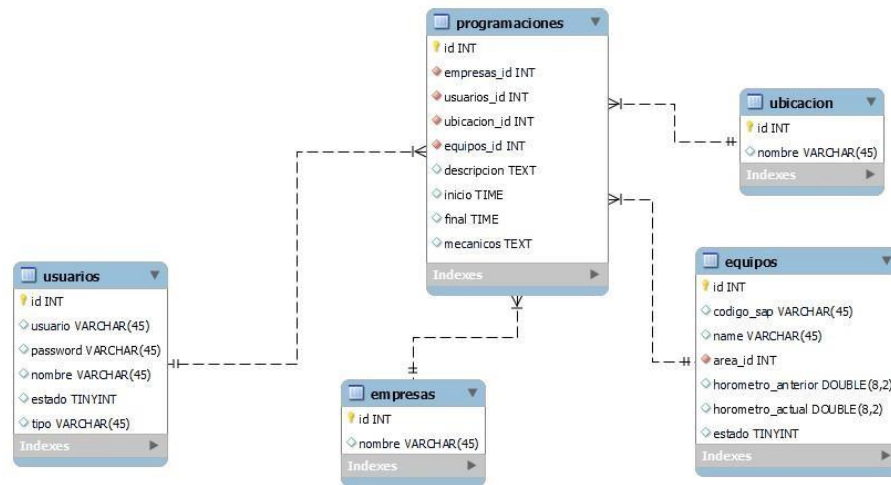 programaciones
id INT
empresas_id INT
usuarios_id INT
ubicacion_id INT
equipos_id INT
descripcion TEXT
inicio TIME
final TIME
mecanicos TEXT
Indexes
ubicacion
id INT
nombre VARCHAR(45)
Indexes
usuarios
id INT
usuario VARCHAR(45)
password VARCHAR(45)
nombre VARCHAR(45)
estado TINYINT
tipo VARCHAR(45)
Indexes
empresas
id INT
nombre VARCHAR(45)
Indexes
equipos
id INT
codigo_sap VARCHAR(45)
name VARCHAR(45)
area_id INT
horometro_anterior DOUBLE(8,2)
horometro_actual DOUBLE(8,2)
estado TINYINT
Indexes